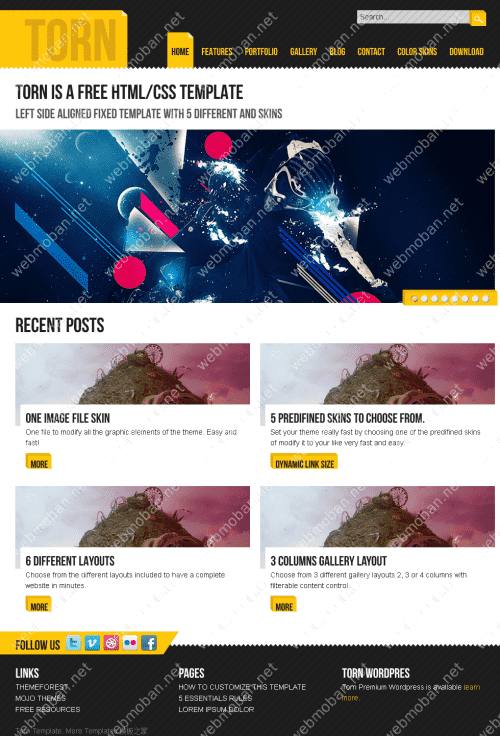 TORN
Search...
HOME FEATURES PORTFOLIO GALLERY BLOG CONTACT COLOR SKINS DOWNLOAD
TORN IS A FREE HTML/CSS TEMPLATE
LEFT SIDE ALIGNED FIXED TEMPLATE WITH 5 DIFFERENT AND SKINS
RECENT POSTS
ONE IMAGE FILE SKIN
One file to modify all the graphic elements of the theme. Easy and
fast!
MORE
5 PREDIFINED SKINS TO CHOOSE FROM.
Set your theme really fast by choosing one of the predifined skins
of modify it to your like very fast and easy.
DYNAMIC LINK SIZE
6 DIFFERENT LAYOUTS
Choose from the different layouts included to have a complete
website in minutes.
MORE
3 COLUMNS GALLERY LAYOUT
Choose from 3 different gallery layouts 2, 3 or 4 columns with
filterable content control.
MORE
FOLLOW US
LINKS
THEMEFOREST
MOJO THEMES
FREE RESOURCES
PAGES
HOW TO CUSTOMIZE THIS TEMPLATE
5 ESSENTIALS RULES
LOREM IPSUM DOLOR
TORN WORDPRES
Torn Premium Wordpress is available learn
more.
Torn Template. More Templates 模板之家
webmoban.net